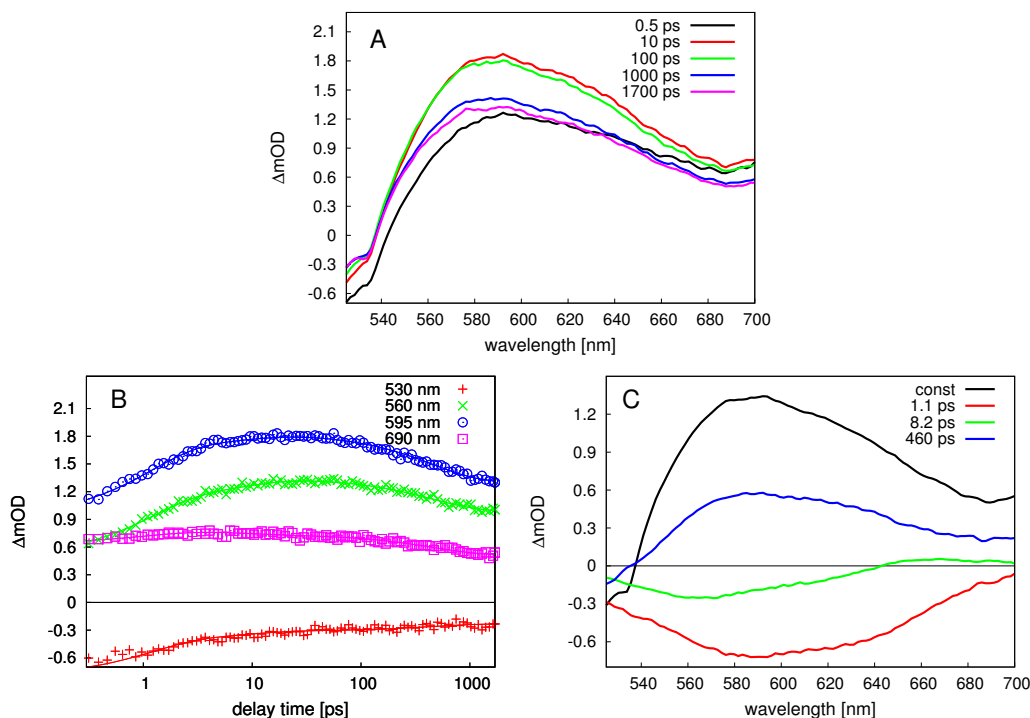 A
0.5 ps
10 ps
100 ps
1000 ps
1700 ps
2.1
1.8
1.5
1.2
0.9
0.6
0.3
0
-0.3
-0.6
ΔmOD
540 560 580 600 620 640 660 680 700
wavelength [nm]
B
530 nm
560 nm
595 nm
690 nm
2.1
1.8
1.5
1.2
0.9
0.6
0.3
0
-0.3
-0.6
ΔmOD
1 10 100 1000
delay time [ps]
C
const
1.1 ps
8.2 ps
460 ps
1.2
0.9
0.6
0.3
0
-0.3
-0.6
ΔmOD
540 560 580 600 620 640 660 680 700
wavelength [nm]